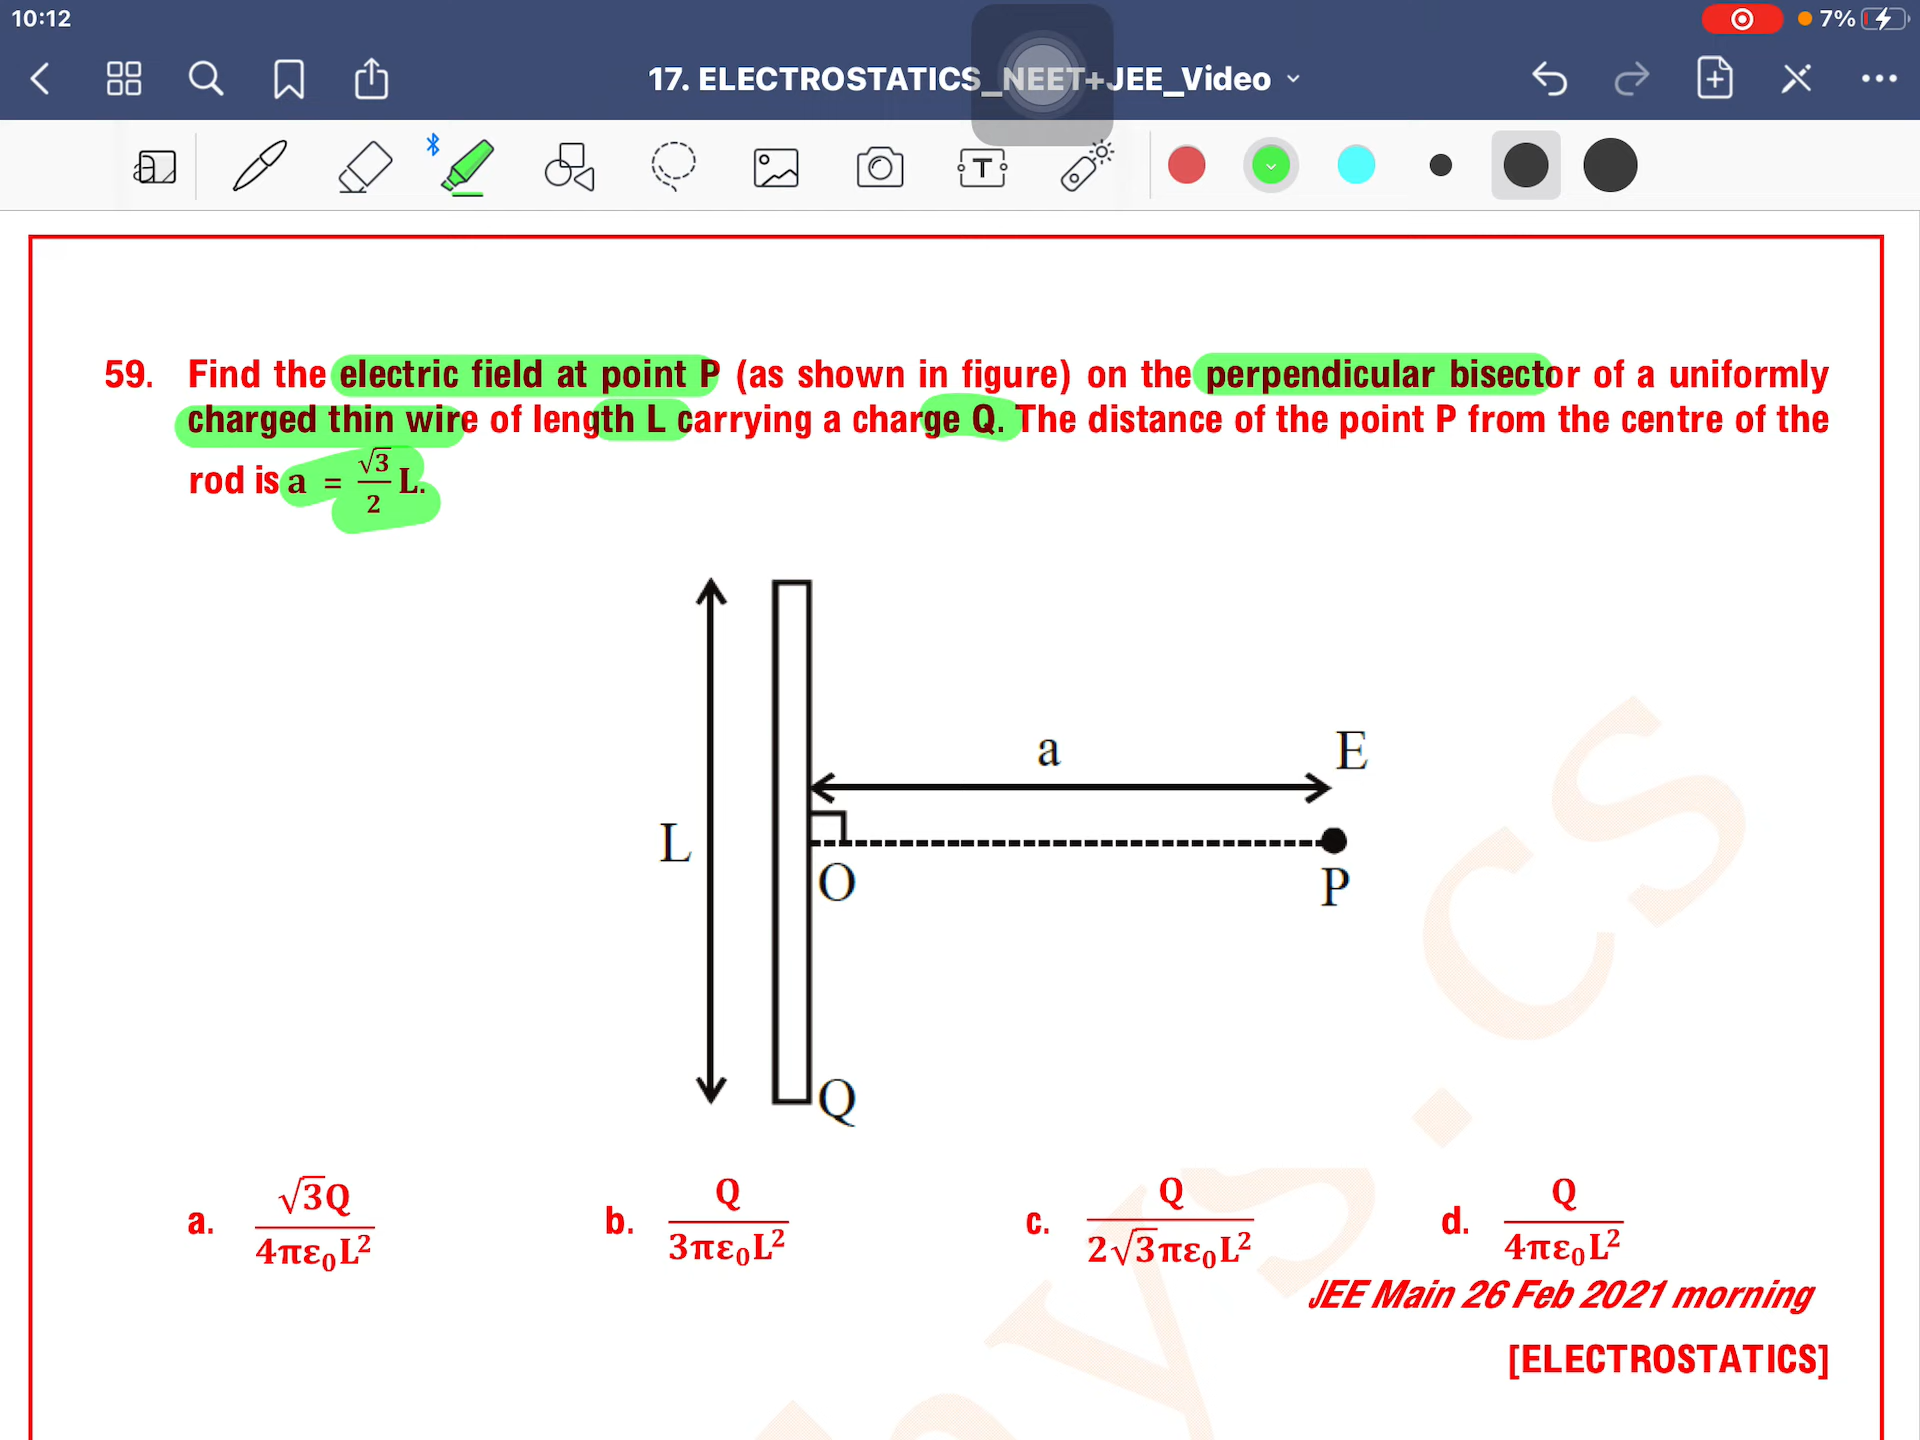 10:12
7%
17. ELECTROSTATICS_NEET+JEE_Video
a
T
59. Find the electric field at point P (as shown in figure) on the perpendicular bisector of a uniformly
charged thin wire of length L carrying a charge Q. The distance of the point P from the centre of the
rod is a = √3/2 L.
a
E
L
O
P
Q
a. √3Q/4πε₀L²
b. Q/3πε₀L²
c. Q/2√3πε₀L²
d. Q/4πε₀L²
JEE Main 26 Feb 2021 morning
[ELECTROSTATICS]